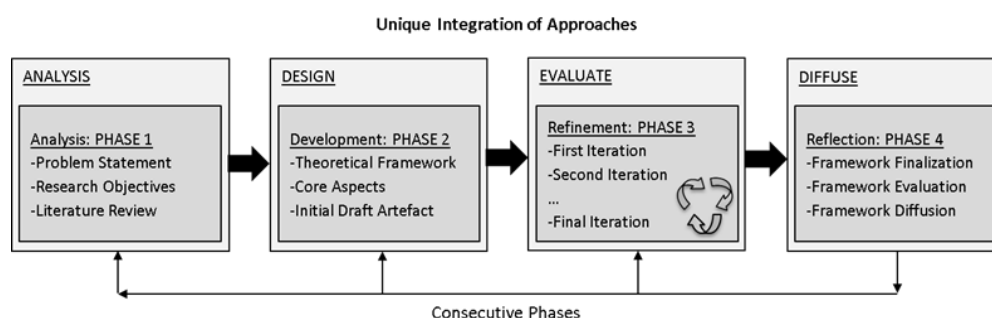 Unique Integration of Approaches
ANALYSIS
Analysis: PHASE 1
-Problem Statement
-Research Objectives
-Literature Review
DESIGN
Development: PHASE 2
-Theoretical Framework
-Core Aspects
-Initial Draft Artefact
EVALUATE
Refinement: PHASE 3
-First Iteration
-Second Iteration
...
-Final Iteration
DIFFUSE
Reflection: PHASE 4
-Framework Finalization
-Framework Evaluation
-Framework Diffusion
Consecutive Phases